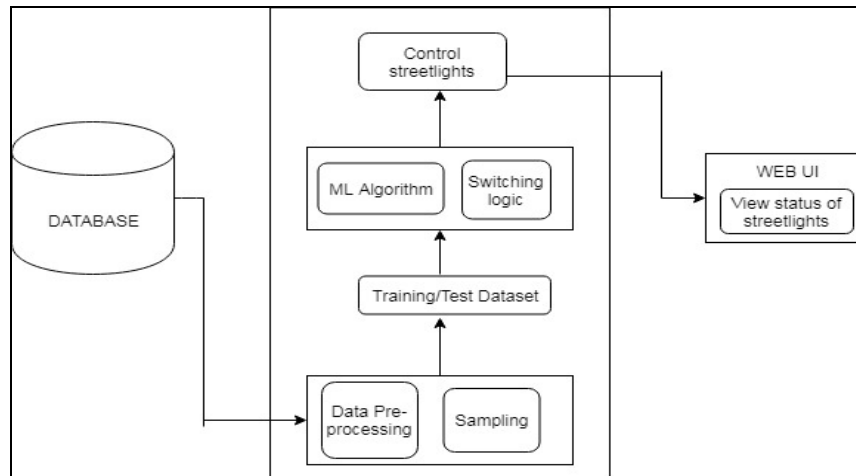 Control
streetlights
ML Algorithm
Switching
logic
WEB UI
View status of
streetlights
DATABASE
Training/Test Dataset
Data Pre-
processing
Sampling